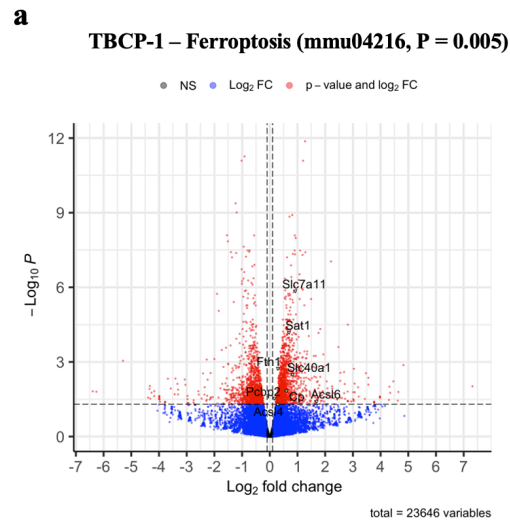 a
TBCP-1 – Ferroptosis (mmu04216, P = 0.005)
NS Log2 FC p – value and log2 FC
12
9
6
3
0
– Log10 P
Slc7a11
Sat1
Fth1
Slc40a1
Pcbp2
Cp
Acsl6
Acsl4
-7 -6 -5 -4 -3 -2 -1 0 1 2 3 4 5 6 7
Log2 fold change
total = 23646 variables